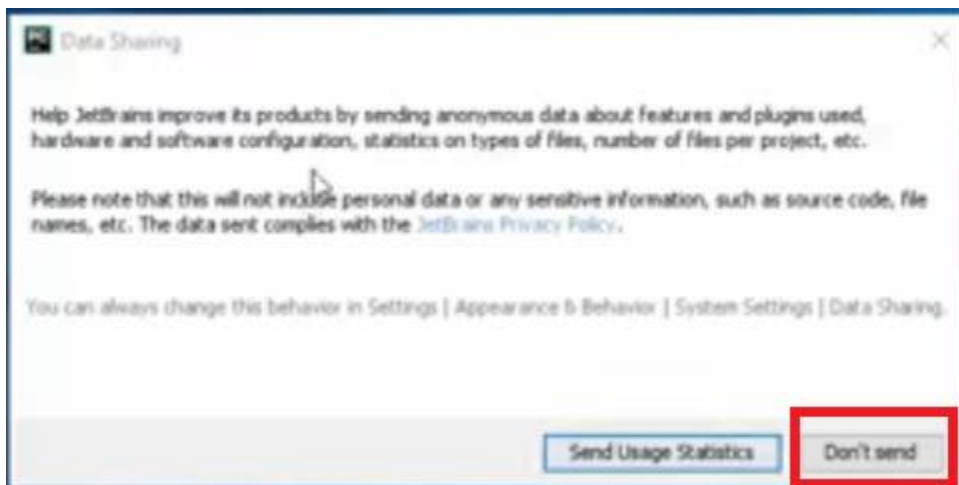 Data Sharing
Help JetBrains improve its products by sending anonymous data about features and plugins used,
hardware and software configuration, statistics on types of files, number of files per project, etc.
Please note that this will not include personal data or any sensitive information, such as source code, file
names, etc. The data sent complies with the JetBrains Privacy Policy.
You can always change this behavior in Settings | Appearance & Behavior | System Settings | Data Sharing.
Send Usage Statistics
Don't send